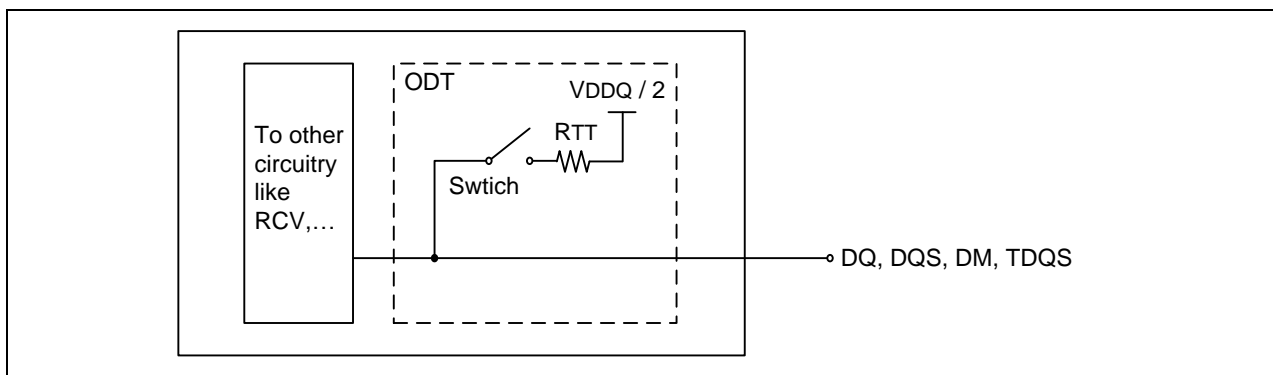 ODT
VDDQ / 2
To other
circuitry
like
RCV,…
RTT
Swtich
DQ, DQS, DM, TDQS